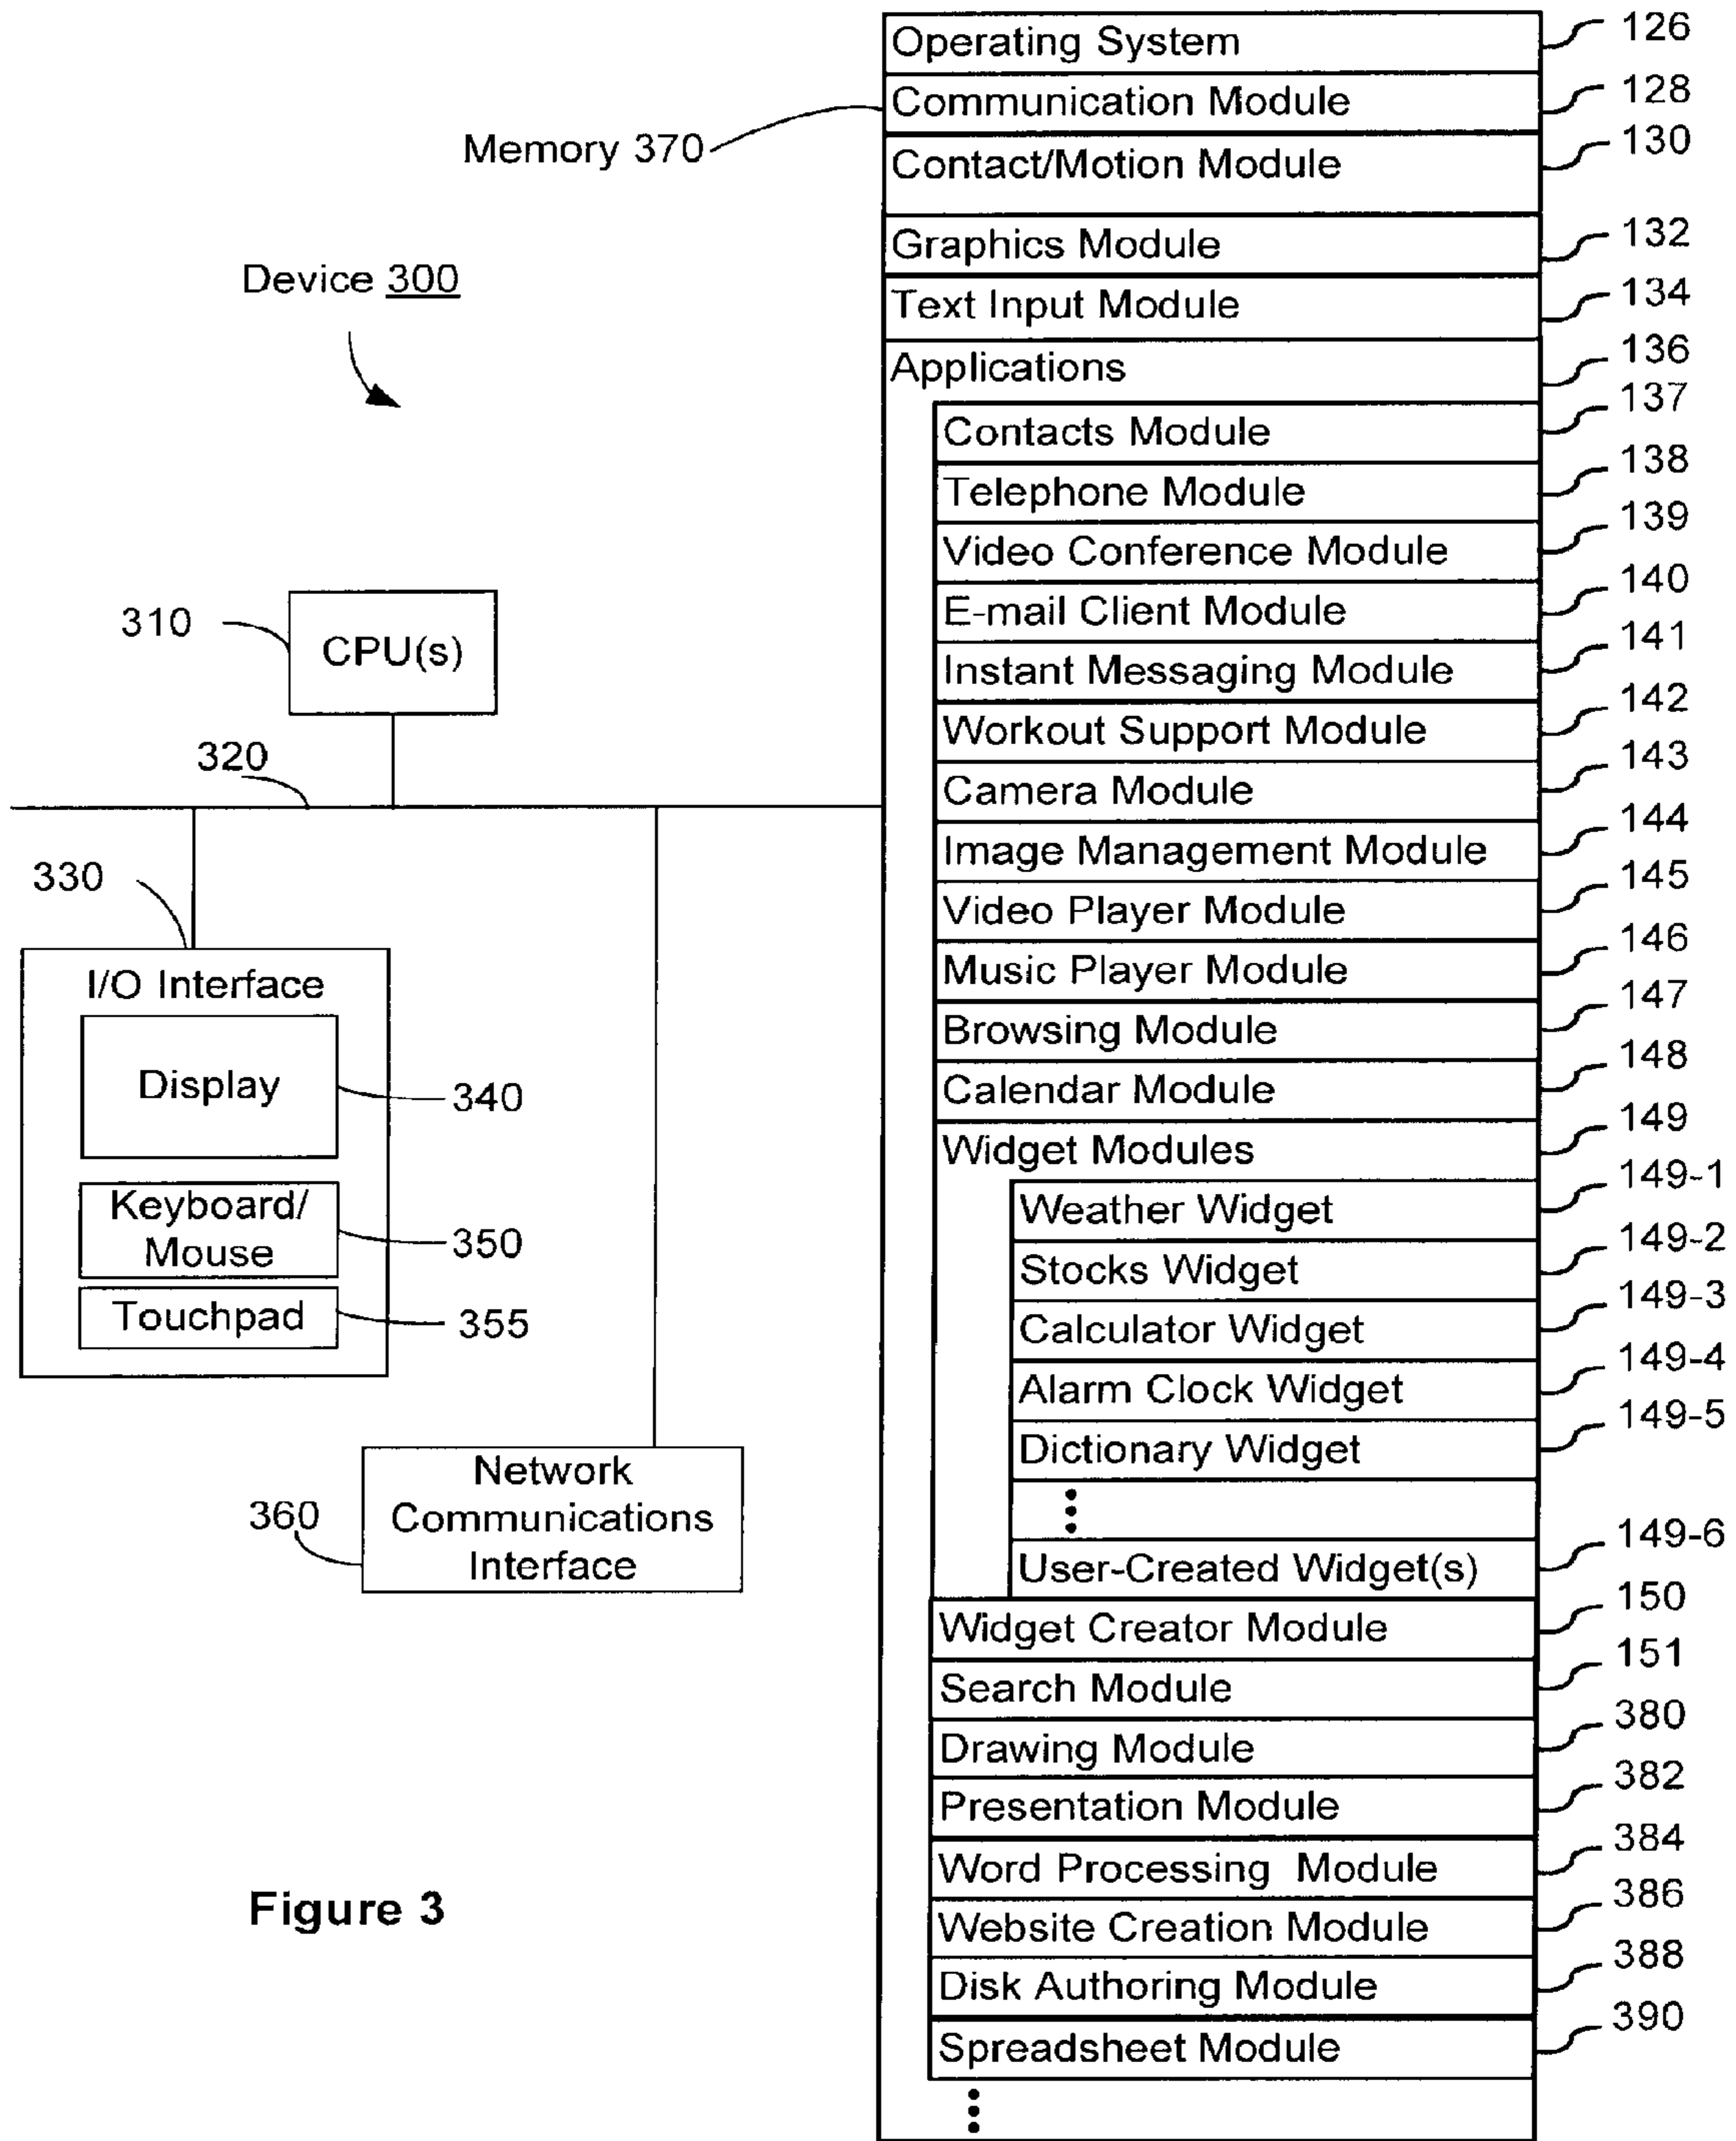 Operating System 126
Communication Module 128
Memory 370
Contact/Motion Module 130
Graphics Module 132
Device 300
Text Input Module 134
Applications 136
Contacts Module 137
Telephone Module 138
Video Conference Module 139
E-mail Client Module 140
310
CPU(s)
Instant Messaging Module 141
Workout Support Module 142
320
Camera Module 143
Image Management Module 144
330
Video Player Module 145
I/O Interface
Music Player Module 146
Browsing Module 147
Display 340
Calendar Module 148
Widget Modules 149
Keyboard/
Mouse 350
Weather Widget 149-1
Stocks Widget 149-2
Touchpad 355
Calculator Widget 149-3
Alarm Clock Widget 149-4
Dictionary Widget 149-5
Network
360
Communications
Interface
User-Created Widget(s) 149-6
Widget Creator Module 150
Search Module 151
Drawing Module 380
Presentation Module 382
Word Processing Module 384
Figure 3
Website Creation Module 386
Disk Authoring Module 388
Spreadsheet Module 390